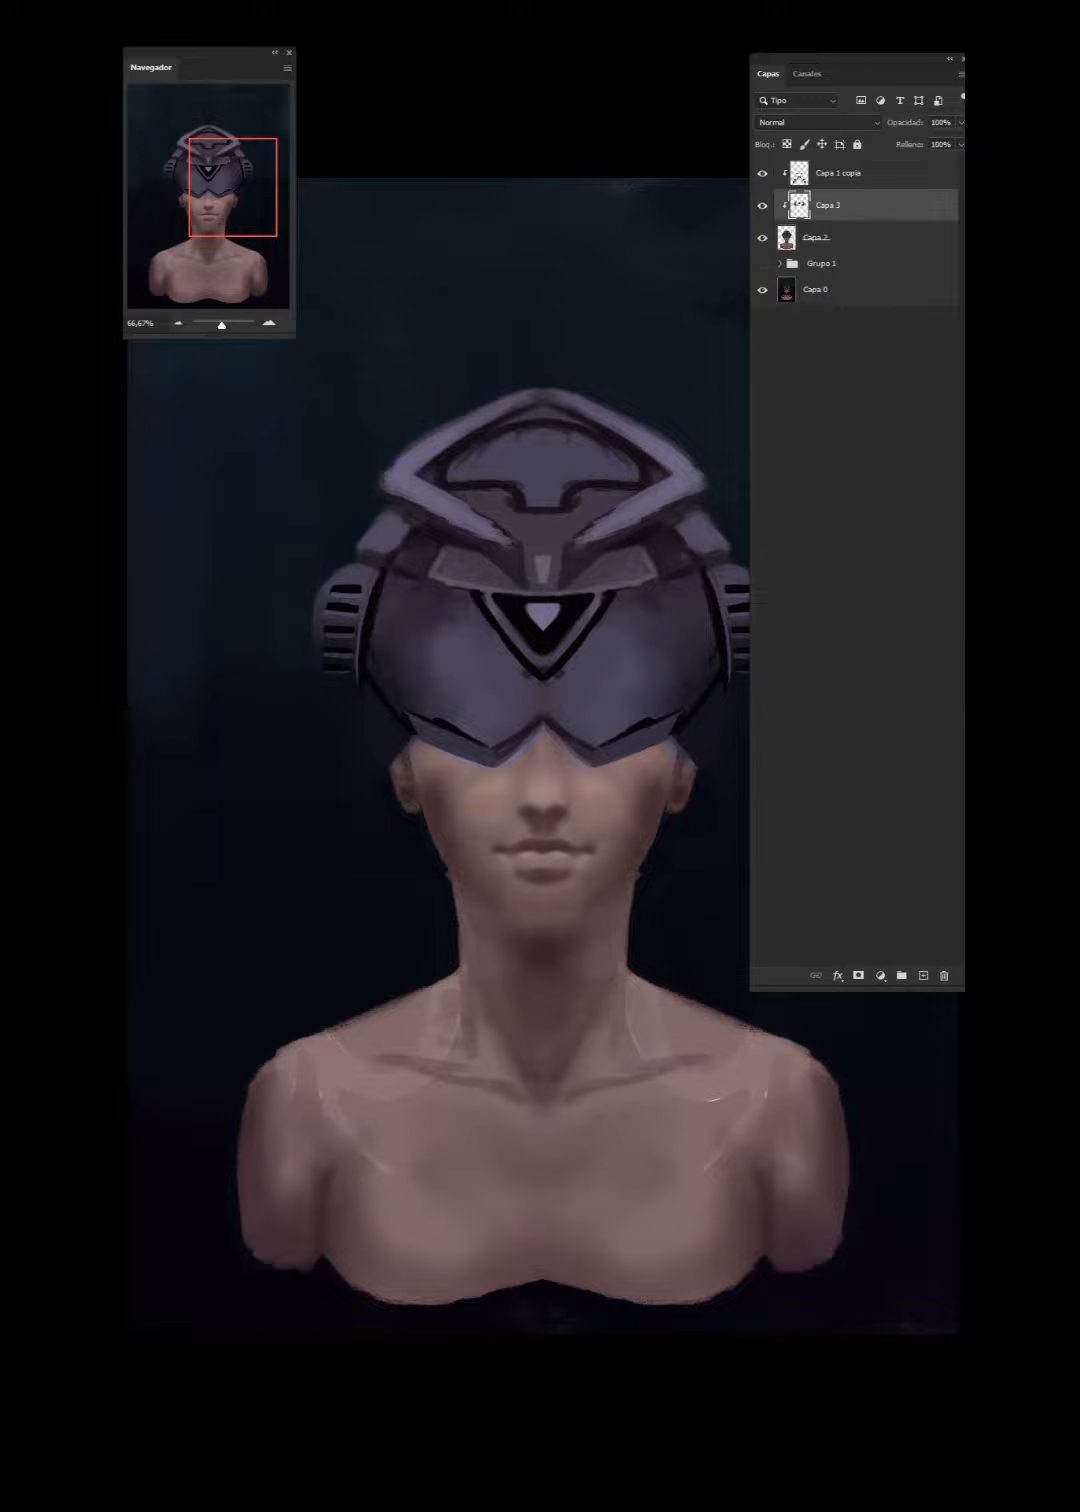 Navegador
66,67%
Capas Canales
Tipo
Normal Opacidad: 100%
Bloq.: Relleno: 100%
Capa 1 copia
Capa 3
Capa 2
Grupo 1
Capa 0
fx